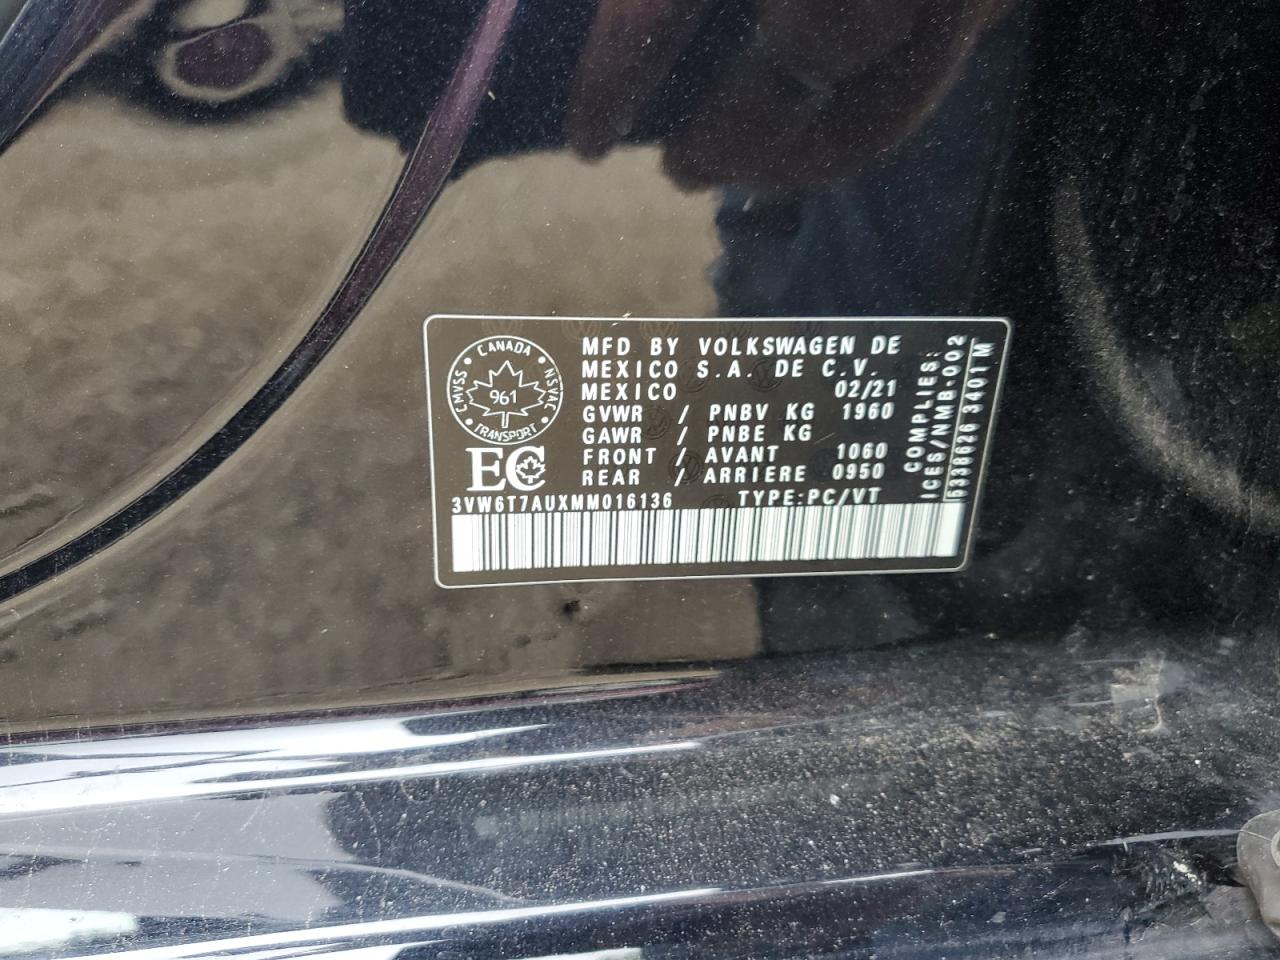 CANADA
CMVSS
NSVAC
961
TRANSPORT
EC
MFD BY VOLKSWAGEN DE
MEXICO S.A. DE C.V.
MEXICO 02/21
GVWR / PNBV KG 1960
GAWR / PNBE KG
FRONT / AVANT 1060
REAR / ARRIERE 0950
3VW6T7AUXMM016136 TYPE:PC/VT
COMPLIES:
ICES/NMB-002
5338626 3401 M